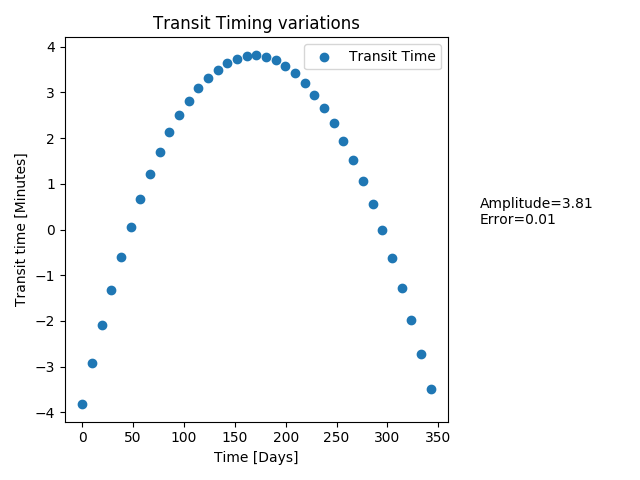 Transit Timing variations
Transit Time
Transit time [Minutes]
4
3
2
1
0
−1
−2
−3
−4
0
50
100
150
200
250
300
350
Time [Days]
Amplitude=3.81
Error=0.01